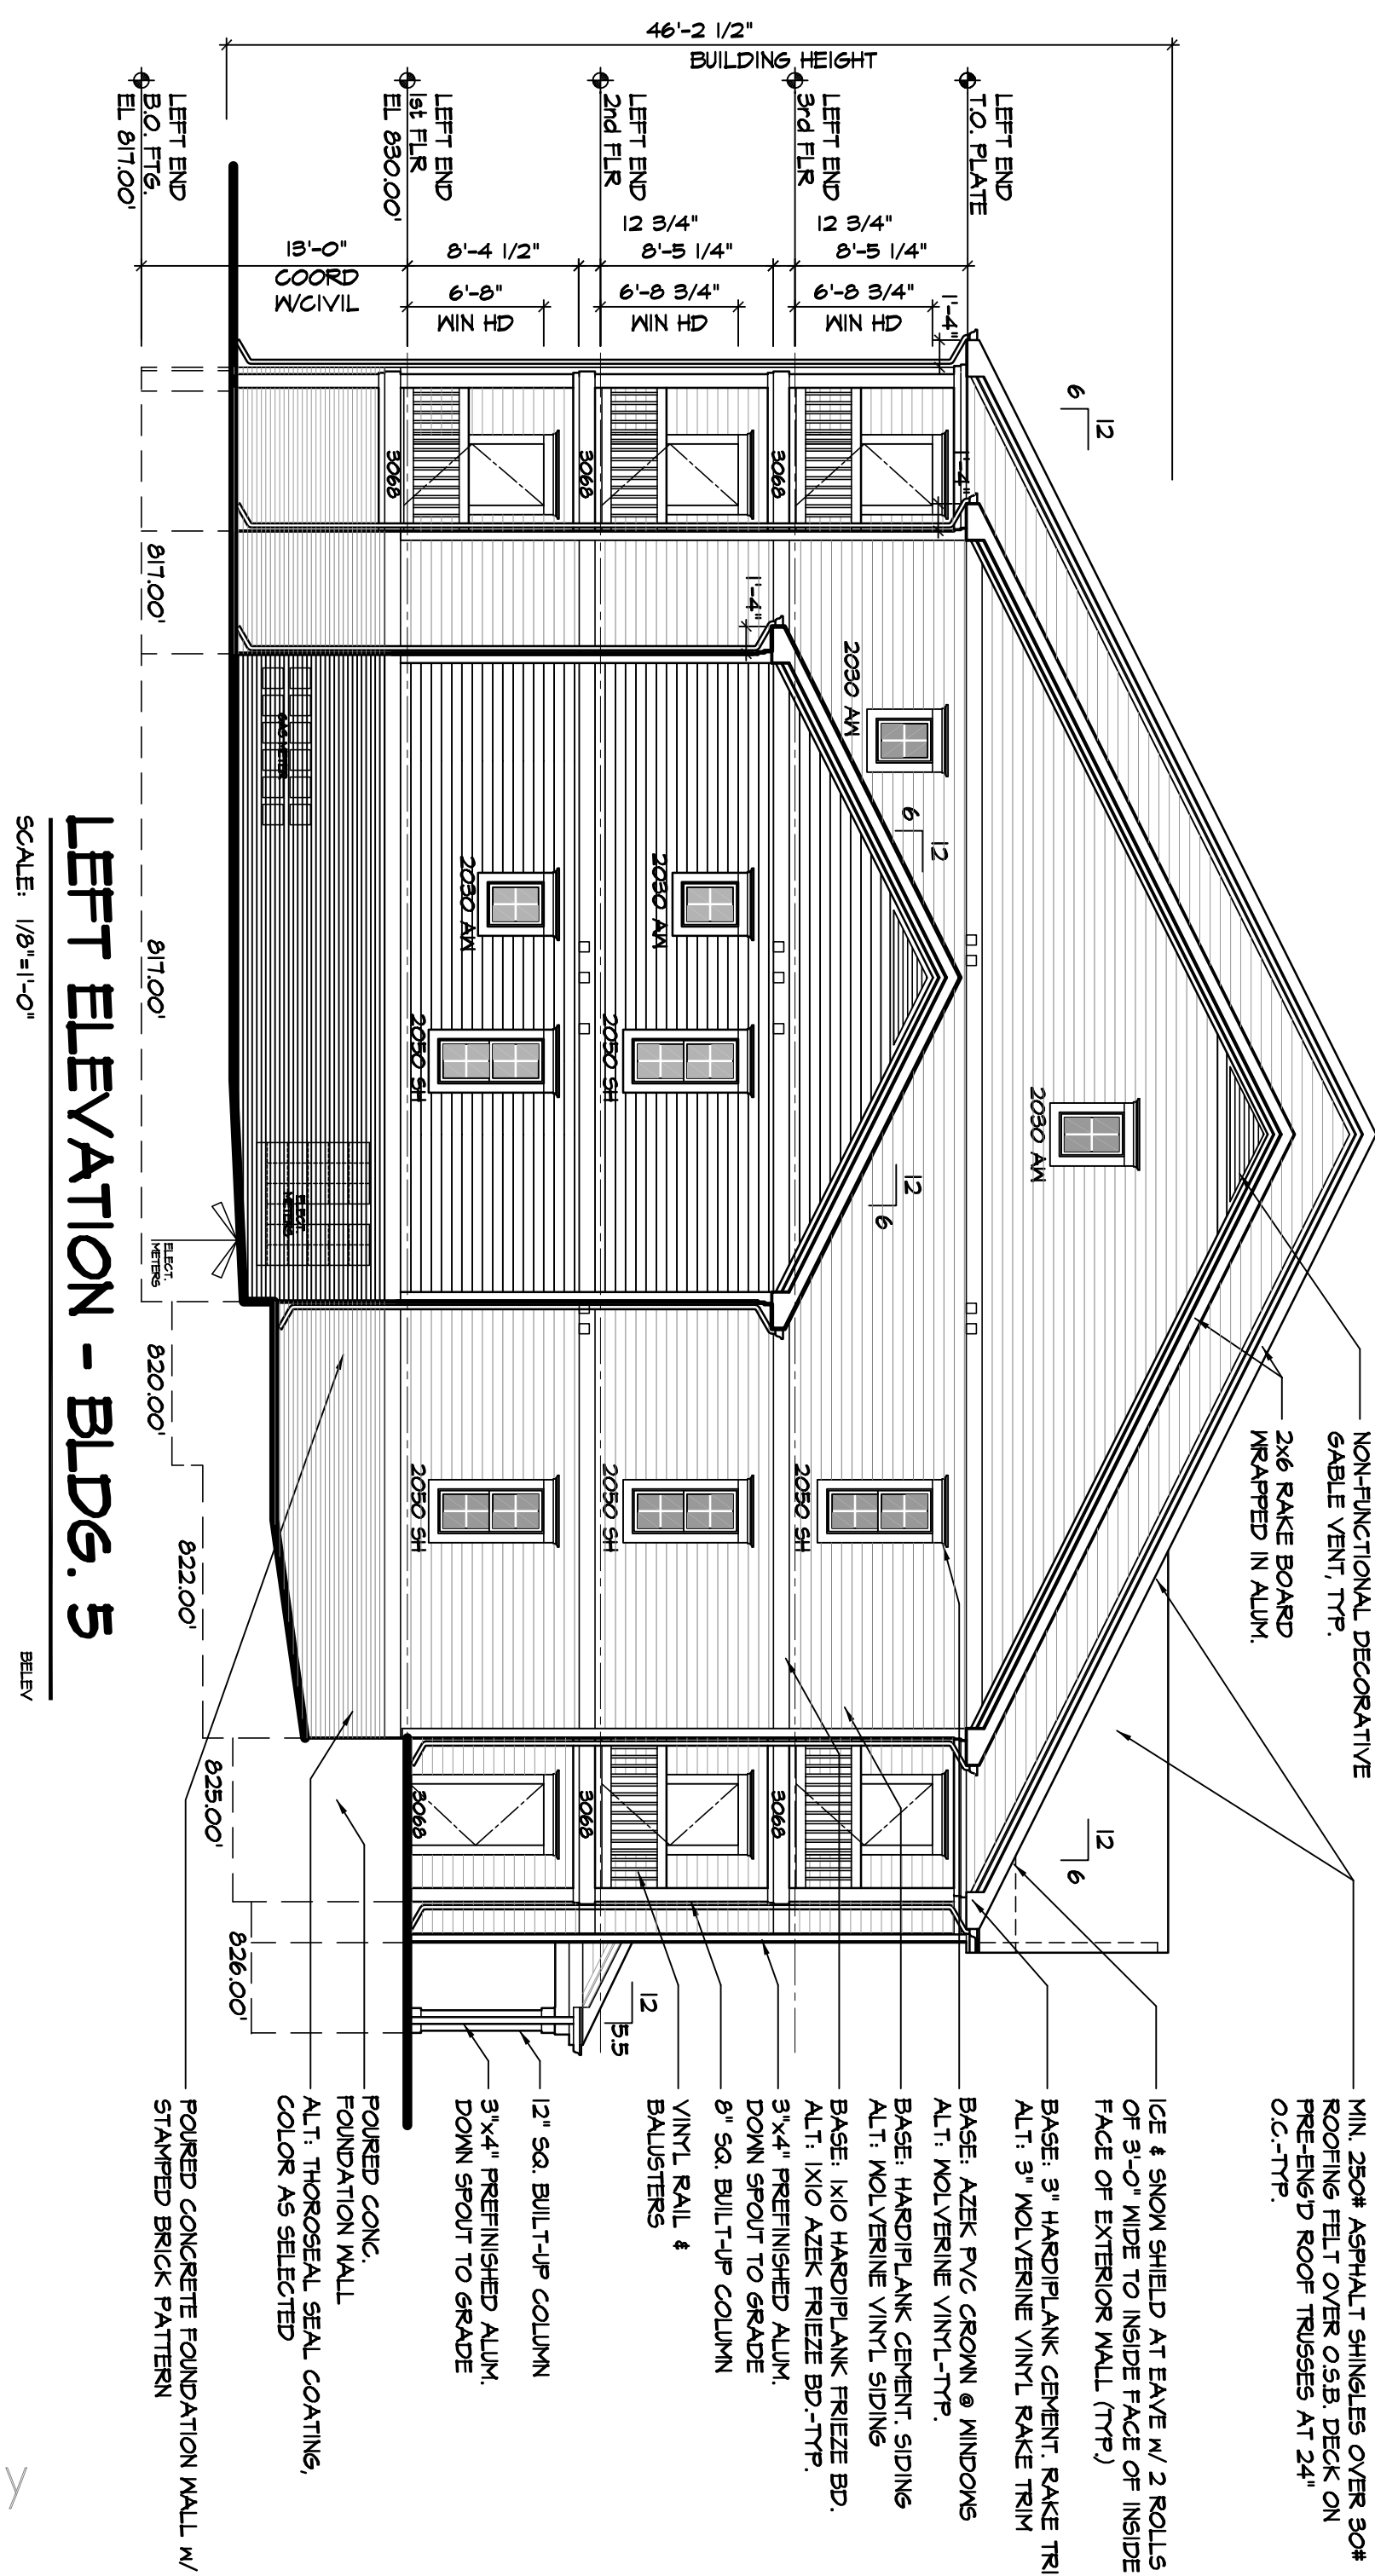 46'-2 1/2"
BUILDING HEIGHT
LEFT END
T.O. PLATE
LEFT END
3rd FLR
LEFT END
2nd FLR
LEFT END
1st FLR
EL 830.00'
LEFT END
B.O. FTG.
EL 817.00'
12 3/4"
8'-5 1/4"
6'-8 3/4"
WIN HD
12 3/4"
8'-5 1/4"
6'-8 3/4"
WIN HD
8'-4 1/2"
6'-8"
WIN HD
13'-0"
COORD
W/CIVIL
1'-4"
1'-4"
1'-4"
12
6
12
6
12
6
12
6
12
5.5
3068
3068
3068
2030 AW
2030 AW
2030 AW
2030 AW
2050 SH
2050 SH
2050 SH
2050 SH
2050 SH
3068
3068
3068
GAS METER
ELECT.
METERS
ELECT.
METERS
817.00'
817.00'
820.00'
822.00'
825.00'
826.00'
NON-FUNCTIONAL DECORATIVE
GABLE VENT, TYP.
2x6 RAKE BOARD
WRAPPED IN ALUM.
MIN. 250# ASPHALT SHINGLES OVER 30#
ROOFING FELT OVER O.S.B. DECK ON
PRE-ENG'D ROOF TRUSSES AT 24"
O.C.-TYP.
ICE & SNOW SHIELD AT EAVE W/ 2 ROLLS
OF 3'-0" WIDE TO INSIDE FACE OF INSIDE
FACE OF EXTERIOR WALL (TYP.)
BASE: 3" HARDIPLANK CEMENT. RAKE TRI
ALT: 3" WOLVERINE VINYL RAKE TRIM
BASE: AZEK PVC CROWN @ WINDOWS
ALT: WOLVERINE VINYL-TYP.
BASE: HARDIPLANK CEMENT. SIDING
ALT: WOLVERINE VINYL SIDING
BASE: 1X10 HARDIPLANK FRIEZE BD.
ALT: 1X10 AZEK FRIEZE BD.-TYP.
3"x4" PREFINISHED ALUM.
DOWN SPOUT TO GRADE
8" SQ. BUILT-UP COLUMN
VINYL RAIL &
BALUSTERS
12" SQ. BUILT-UP COLUMN
3"x4" PREFINISHED ALUM.
DOWN SPOUT TO GRADE
POURED CONC.
FOUNDATION WALL
ALT: THOROSEAL SEAL COATING,
COLOR AS SELECTED
POURED CONCRETE FOUNDATION WALL W/
STAMPED BRICK PATTERN
LEFT ELEVATION - BLDG. 5
SCALE: 1/8"=1'-0"
BELEV